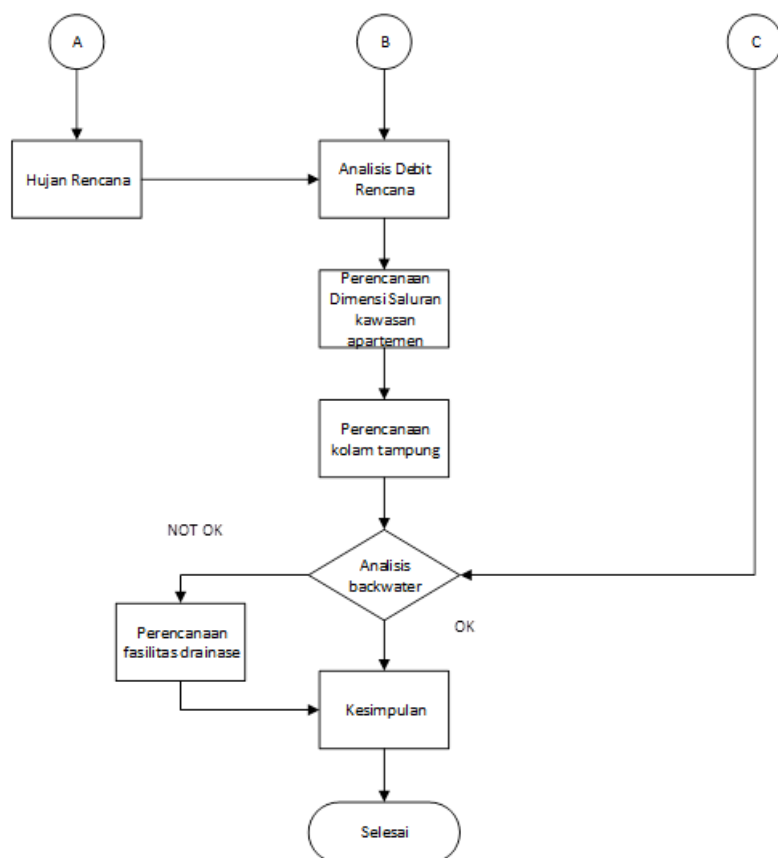 A
B
C
Hujan Rencana
Analisis Debit
Rencana
Perencanaan
Dimensi Saluran
kawasan
apartemen
Perencanaan
kolam tampung
NOT OK
Analisis
backwater
OK
Perencanaan
fasilitas drainase
Kesimpulan
Selesai